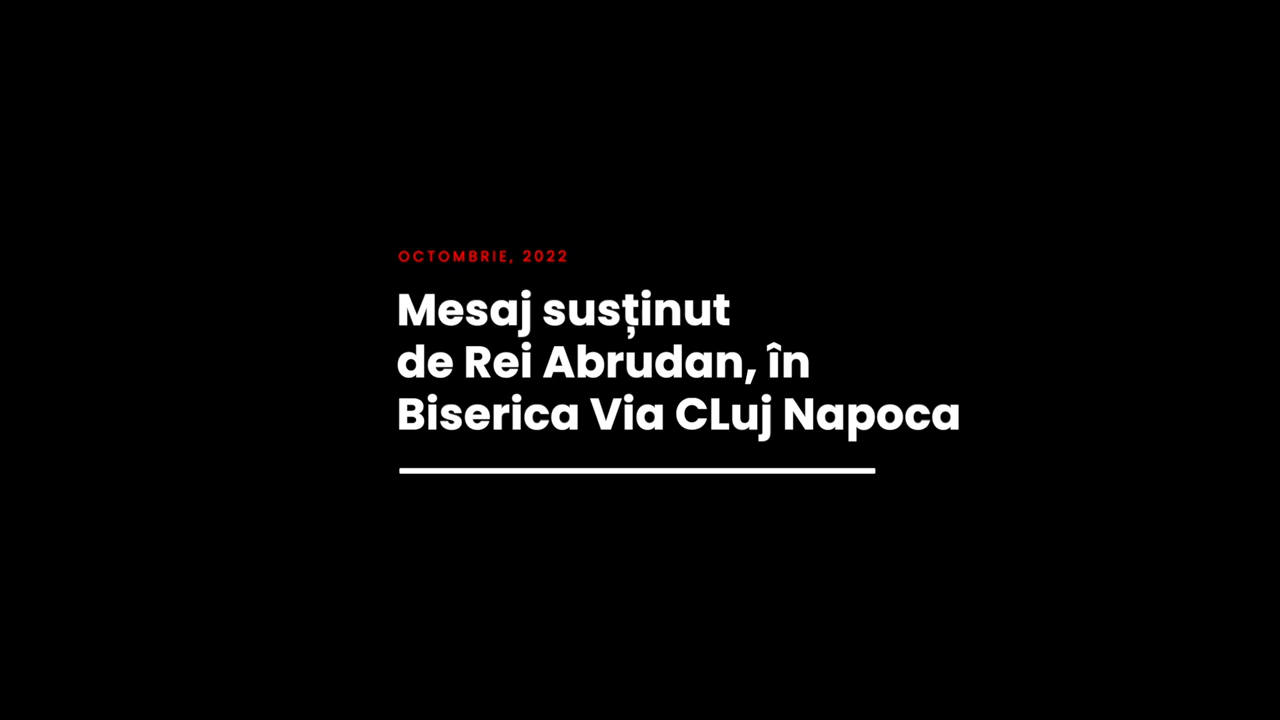 OCTOMBRIE, 2022
Mesaj susținut
de Rei Abrudan, în
Biserica Via CLuj Napoca